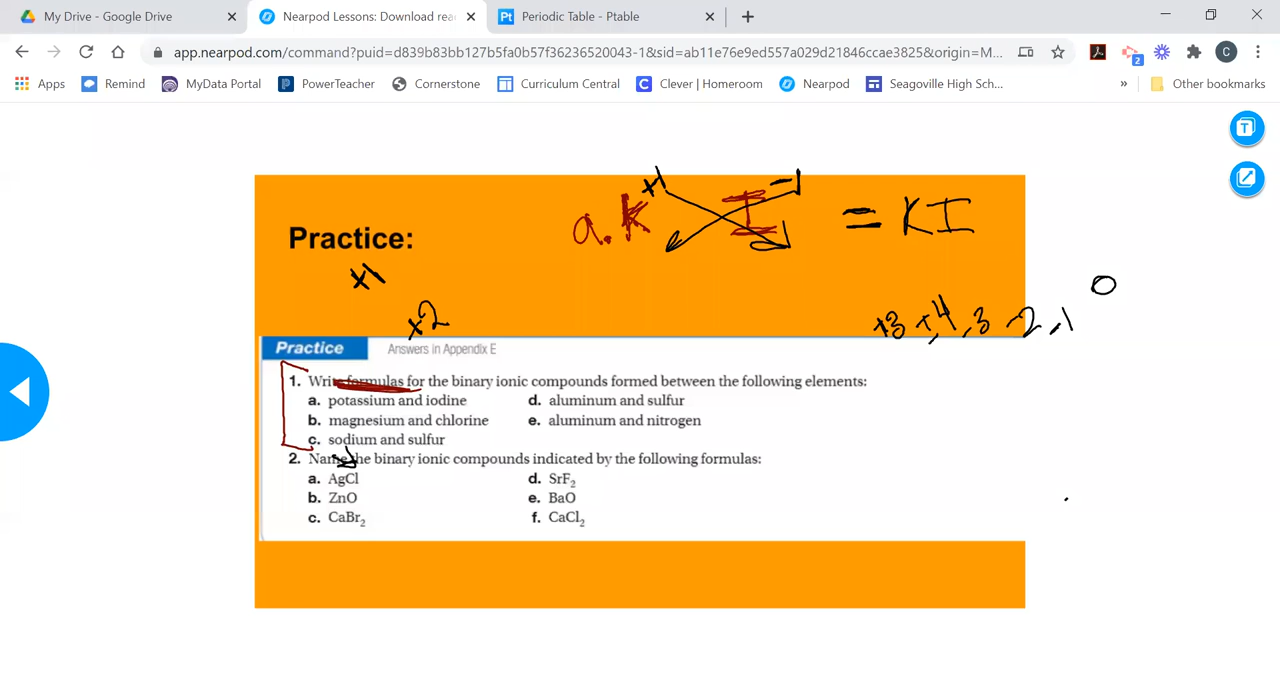 My Drive - Google Drive
Nearpod Lessons: Download rea
Periodic Table - Ptable
app.nearpod.com/command?puid=d839b83bb127b5fa0b57f36236520043-1&sid=ab11e76e9ed557a029d21846ccae3825&origin=M...
2
C
Apps
Remind
MyData Portal
PowerTeacher
Cornerstone
Curriculum Central
Clever | Homeroom
Nearpod
Seagoville High Sch...
»
Other bookmarks
T
a. K +1 I -1 = KI
Practice:
+1
+2
+3 +4 -3 -2 -1 0
Practice
Answers in Appendix E
1. Write formulas for the binary ionic compounds formed between the following elements:
a. potassium and iodine
d. aluminum and sulfur
b. magnesium and chlorine
e. aluminum and nitrogen
c. sodium and sulfur
2. Name the binary ionic compounds indicated by the following formulas:
a. AgCl
d. SrF₂
b. ZnO
e. BaO
c. CaBr₂
f. CaCl₂